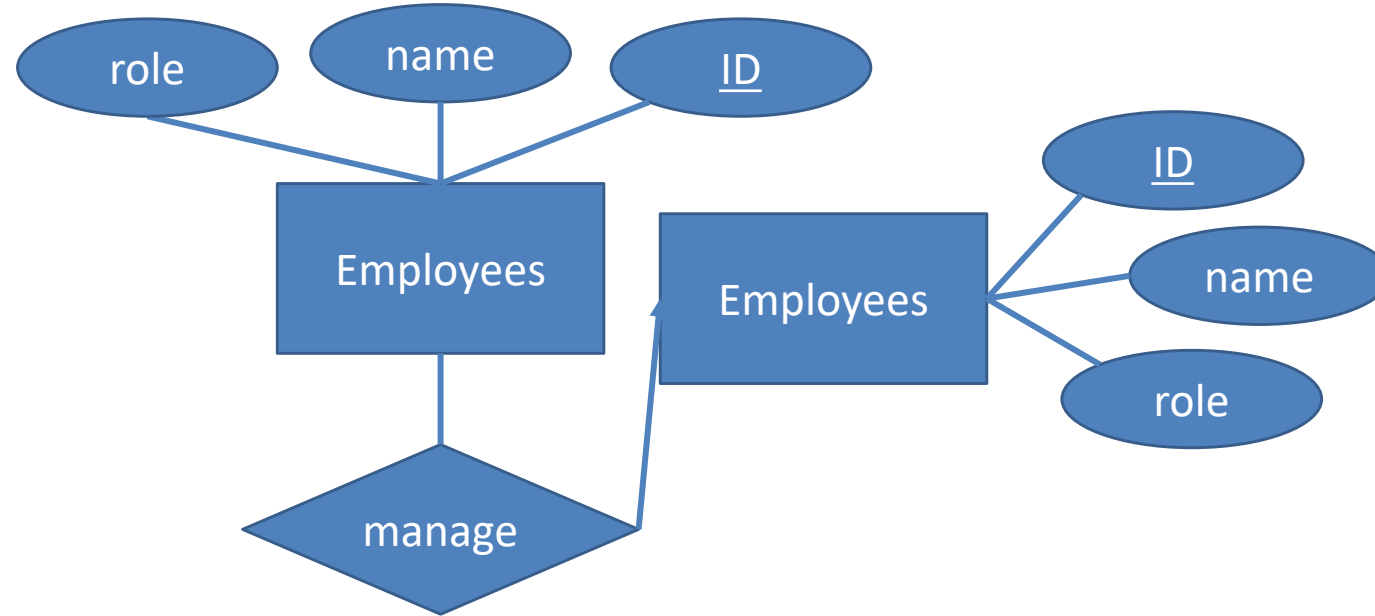 role
name
ID
Employees
ID
name
Employees
role
manage